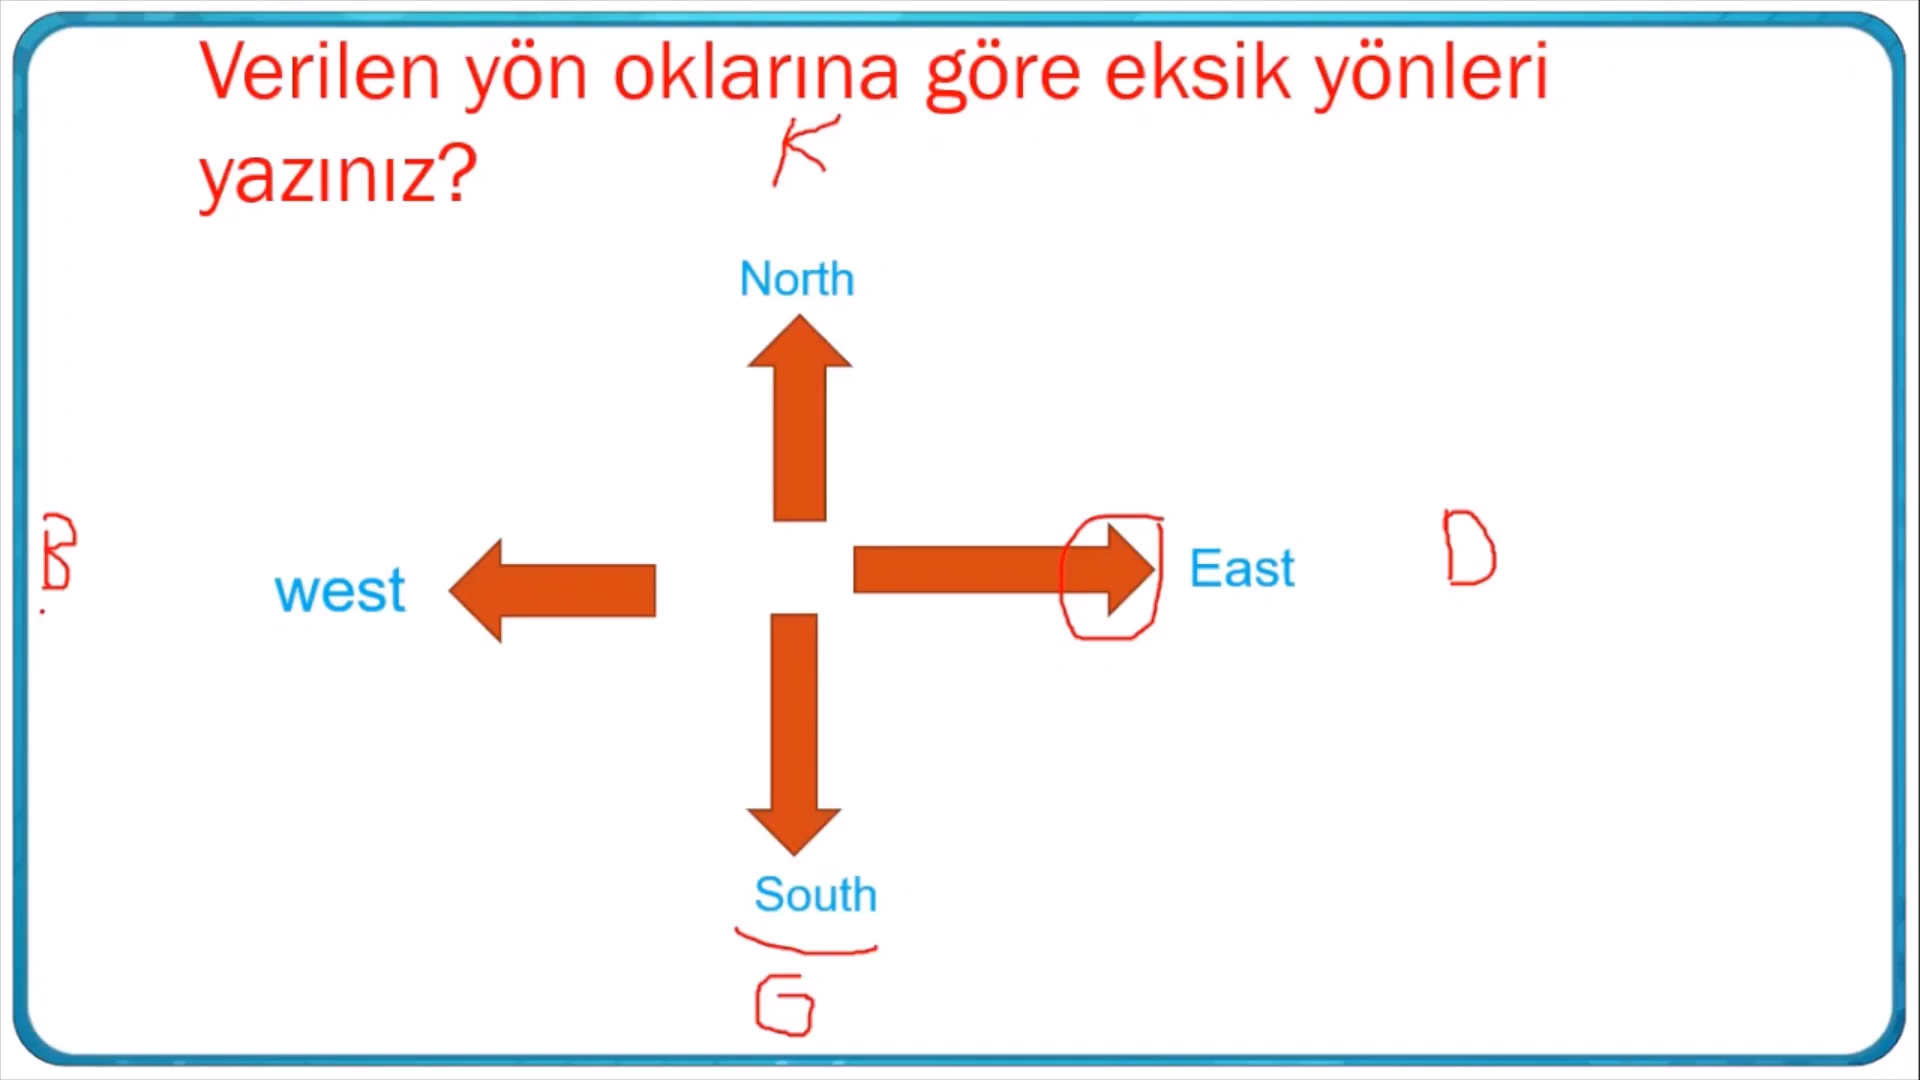 Verilen yön oklarına göre eksik yönleri
yazınız?
K
North
B
west
East
D
South
G